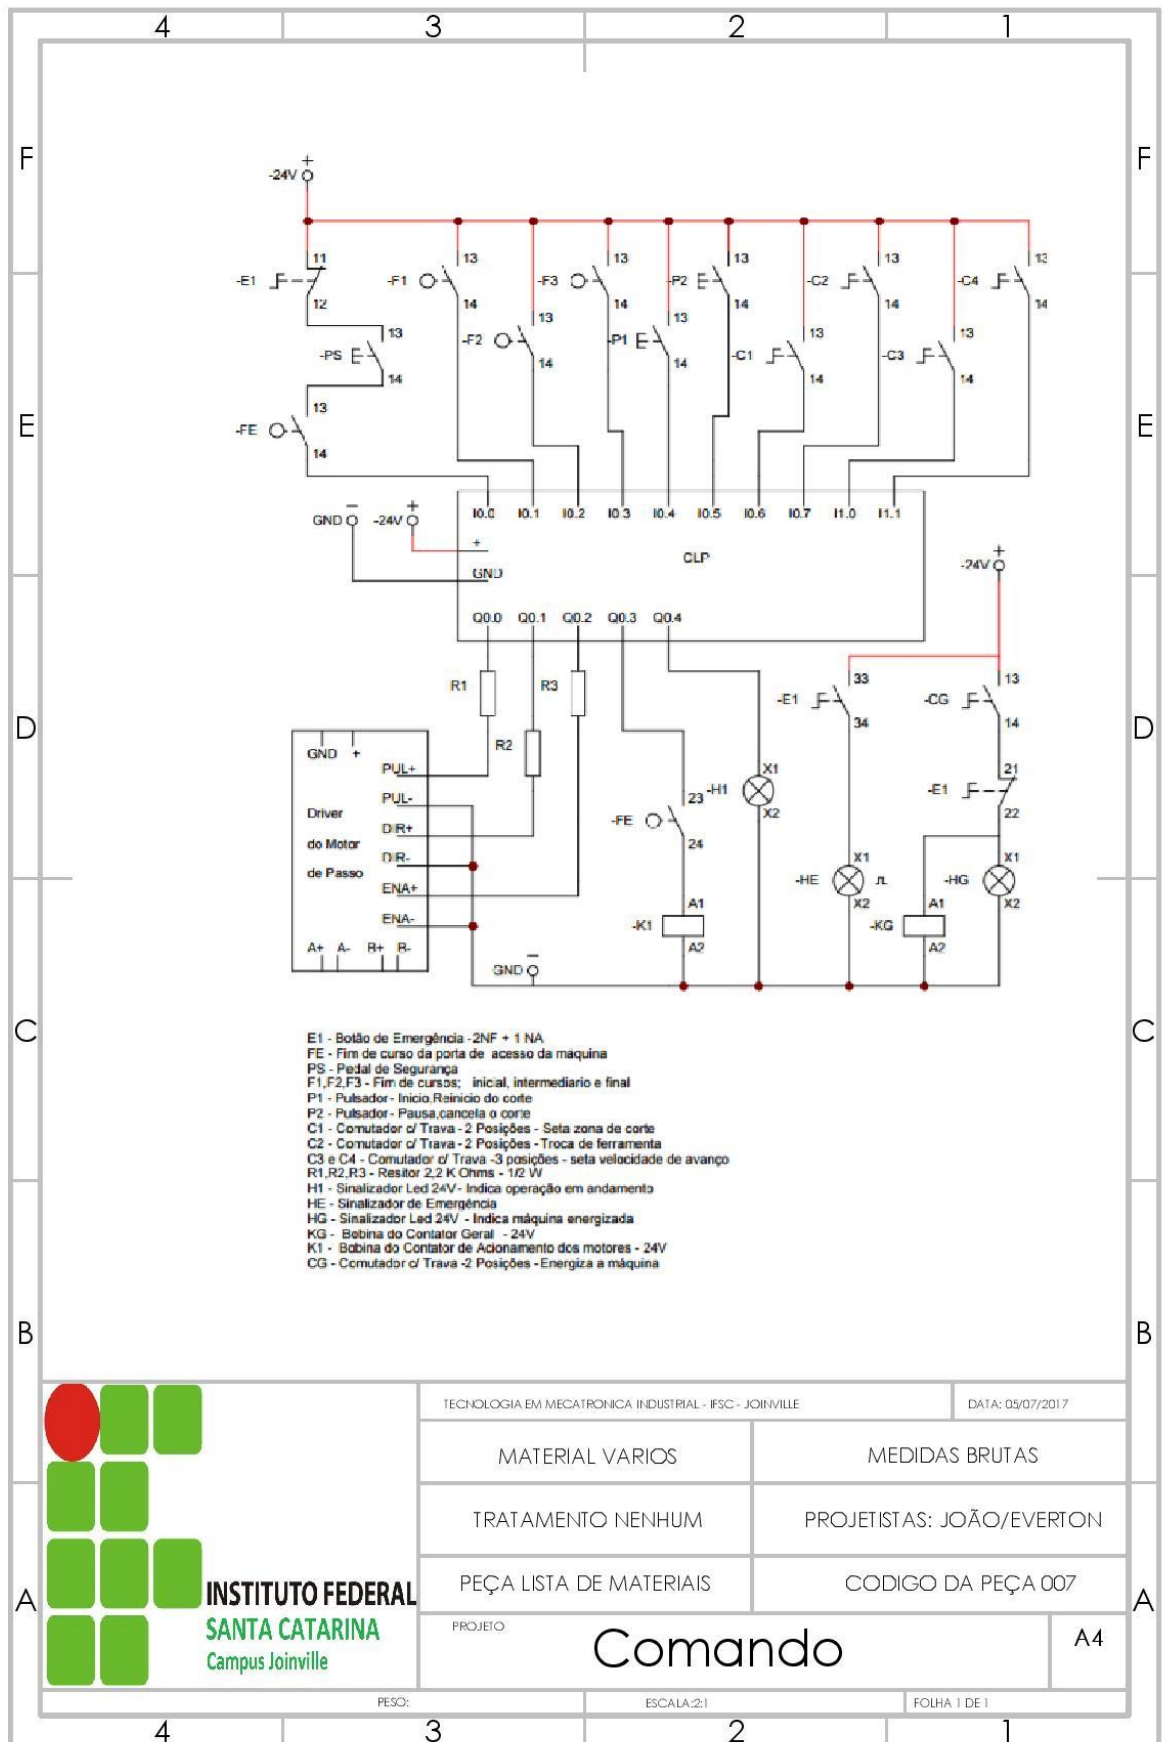 4 3 2 1
F F
+
-24V
11 13 13 13 13 13
-E1 -F1 -F3 -P2 -C2 -C4
12 14 14 14 14 14
13 13 13 13 13
-PS -F2 -P1 -C1 -C3
14 14 14 14 14
13
-FE
14
E E
I0.0 I0.1 I0.2 I0.3 I0.4 I0.5 I0.6 I0.7 I1.0 I1.1
GND − -24V +
+
GND
CLP
+
-24V
Q0.0 Q0.1 Q0.2 Q0.3 Q0.4
R1 R3 R2
33 13
-E1 -CG
34 14
D D
GND +
PUL+
PUL-
Driver
DIR+
do Motor
DIR-
de Passo
ENA+
ENA-
A+ A- B+ B-
23
-FE
24
-H1
X1
X2
21
-E1
22
X1 X1
-HE -HG
X2 X2
A1 A1
-K1 -KG
A2 A2
−
GND
C C
E1 - Botão de Emergência -2NF + 1 NA
FE - Fim de curso da porta de acesso da máquina
PS - Pedal de Segurança
F1,F2,F3 - Fim de cursos; inicial, intermediario e final
P1 - Pulsador - Inicio,Reinicio do corte
P2 - Pulsador - Pausa,cancela o corte
C1 - Comutador c/ Trava - 2 Posições - Seta zona de corte
C2 - Comutador c/ Trava - 2 Posições - Troca de ferramenta
C3 e C4 - Comutador c/ Trava -3 posições - seta velocidade de avanço
R1,R2,R3 - Resitor 2,2 K Ohms - 1/2 W
H1 - Sinalizador Led 24V - Indica operação em andamento
HE - Sinalizador de Emergência
HG - Sinalizador Led 24V - Indica máquina energizada
KG - Bobina do Contator Geral - 24V
K1 - Bobina do Contator de Acionamento dos motores - 24V
CG - Comutador c/ Trava -2 Posições - Energiza a máquina
B B
TECNOLOGIA EM MECATRONICA INDUSTRIAL - IFSC - JOINVILLE
DATA: 05/07/2017
MATERIAL VARIOS
MEDIDAS BRUTAS
TRATAMENTO NENHUM
PROJETISTAS: JOÃO/EVERTON
PEÇA LISTA DE MATERIAIS
CODIGO DA PEÇA 007
INSTITUTO FEDERAL
SANTA CATARINA
Campus Joinville
PROJETO
Comando
A4
A A
PESO:
ESCALA:2:1
FOLHA 1 DE 1
4 3 2 1